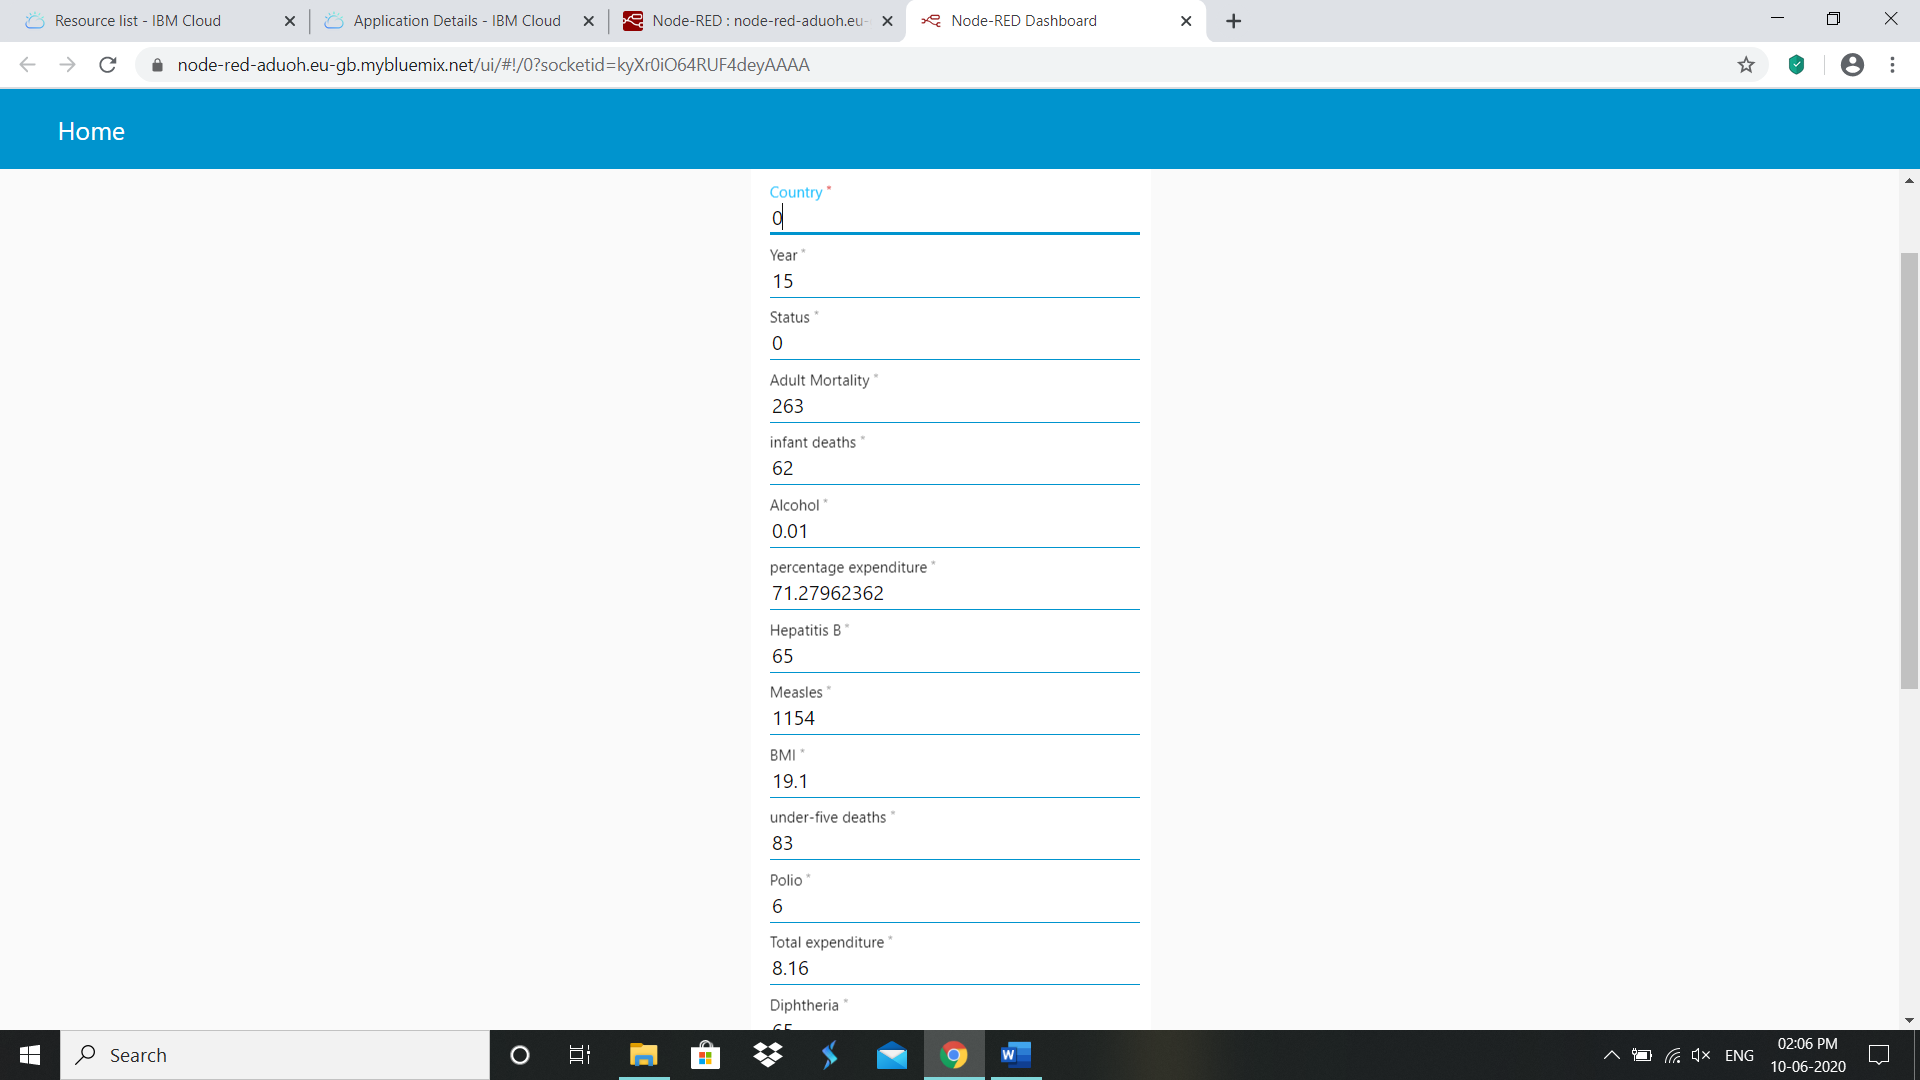 Resource list - IBM Cloud
Application Details - IBM Cloud
Node-RED : node-red-aduoh.eu-
Node-RED Dashboard
node-red-aduoh.eu-gb.mybluemix.net/ui/#!/0?socketid=kyXr0iO64RUF4deyAAAA
Home
Country *
0
Year *
15
Status *
0
Adult Mortality *
263
infant deaths *
62
Alcohol *
0.01
percentage expenditure *
71.27962362
Hepatitis B *
65
Measles *
1154
BMI *
19.1
under-five deaths *
83
Polio *
6
Total expenditure *
8.16
Diphtheria *
65
Search
ENG
02:06 PM
10-06-2020